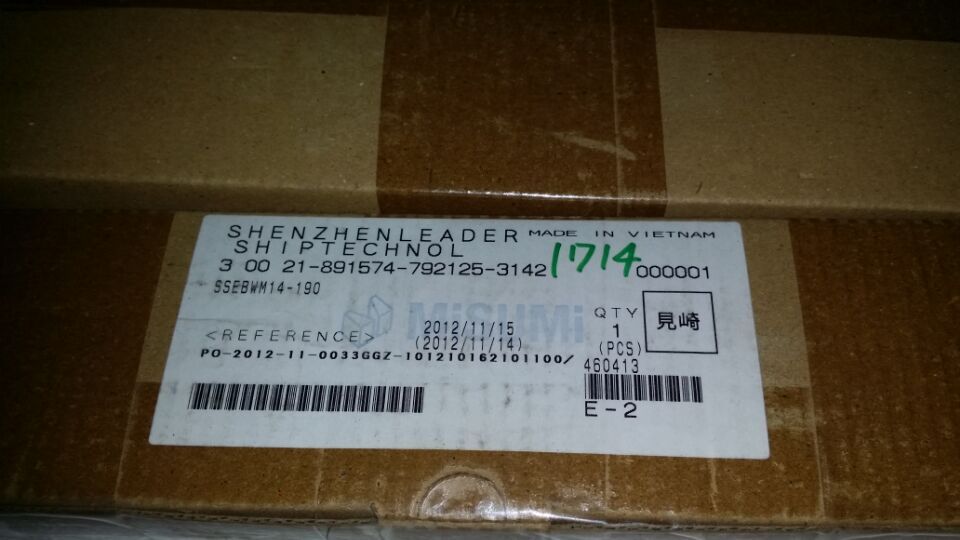 SHENZHENLEADER MADE IN VIETNAM
SHIPTECHNOL
3 00 21-891574-792125-3142 1714 000001
SSEBWM14-190
MiSUMi
QTY
1
(PCS)
見崎
<REFERENCE>
2012/11/15
(2012/11/14)
PO-2012-11-0033GGZ-101210162101100/
460413
E-2